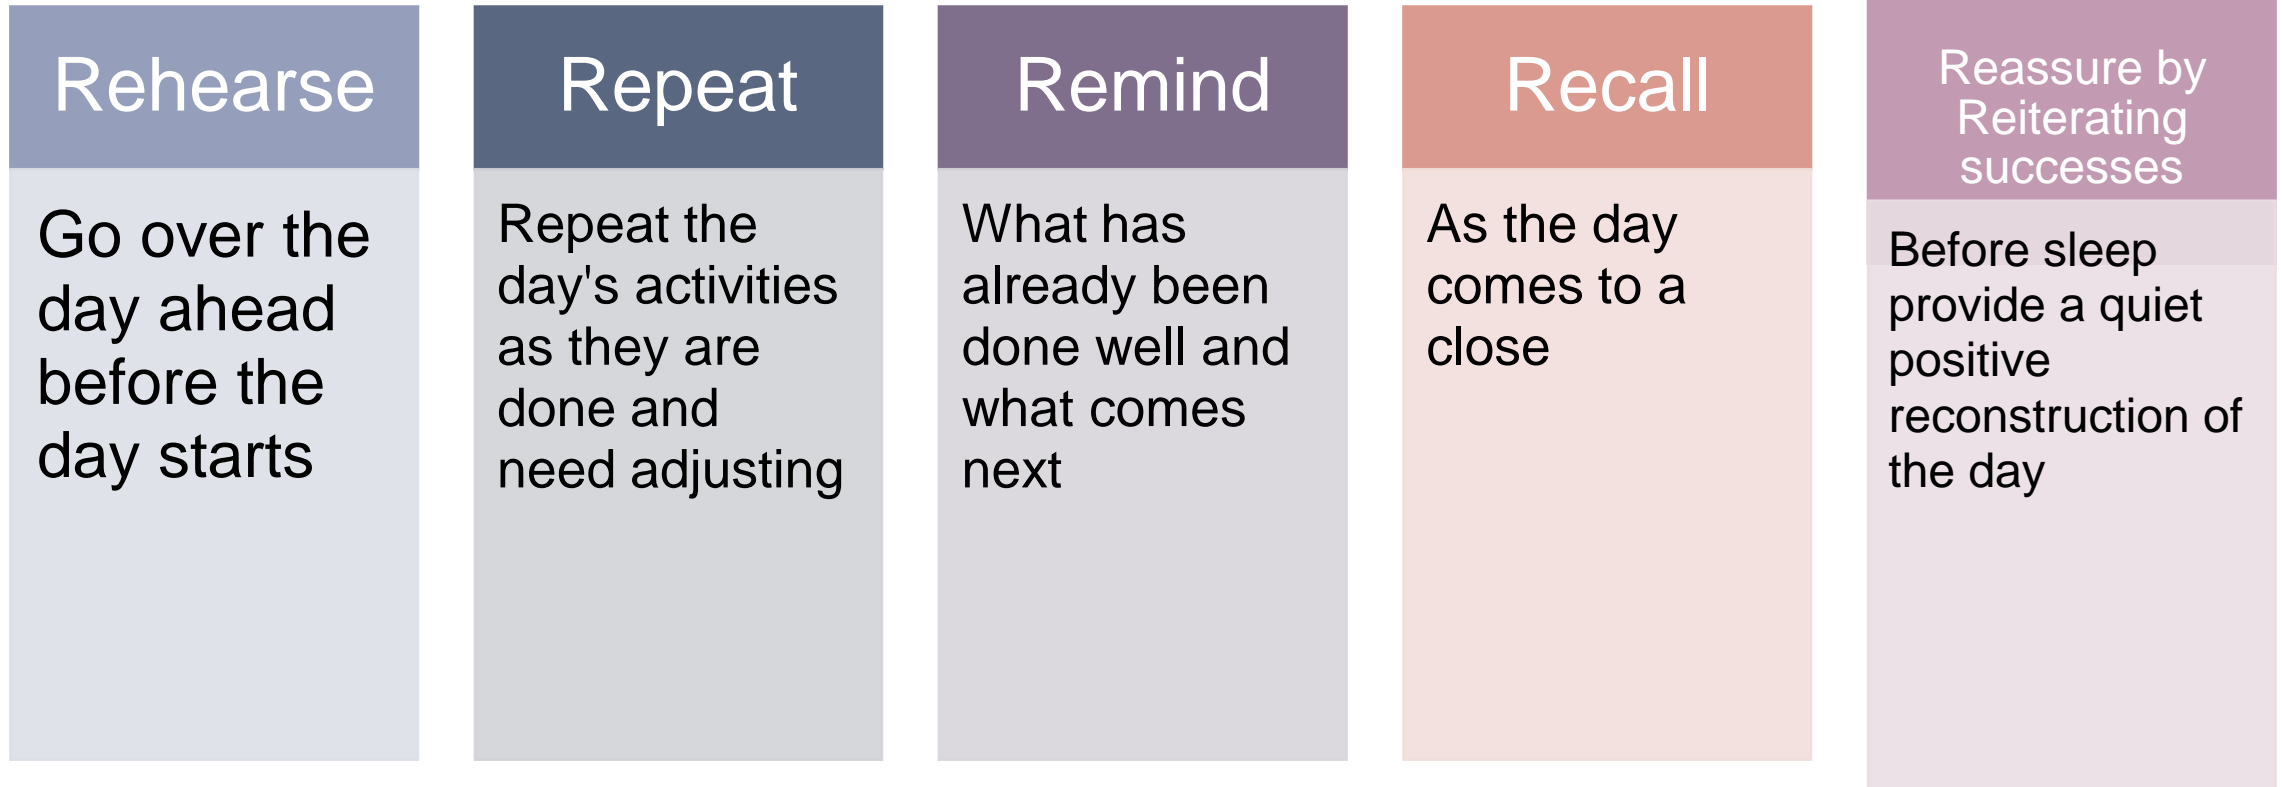 Rehearse
Go over the
day ahead
before the
day starts
Repeat
Repeat the
day's activities
as they are
done and
need adjusting
Remind
What has
already been
done well and
what comes
next
Recall
As the day
comes to a
close
Reassure by
Reiterating
successes
Before sleep
provide a quiet
positive
reconstruction of
the day